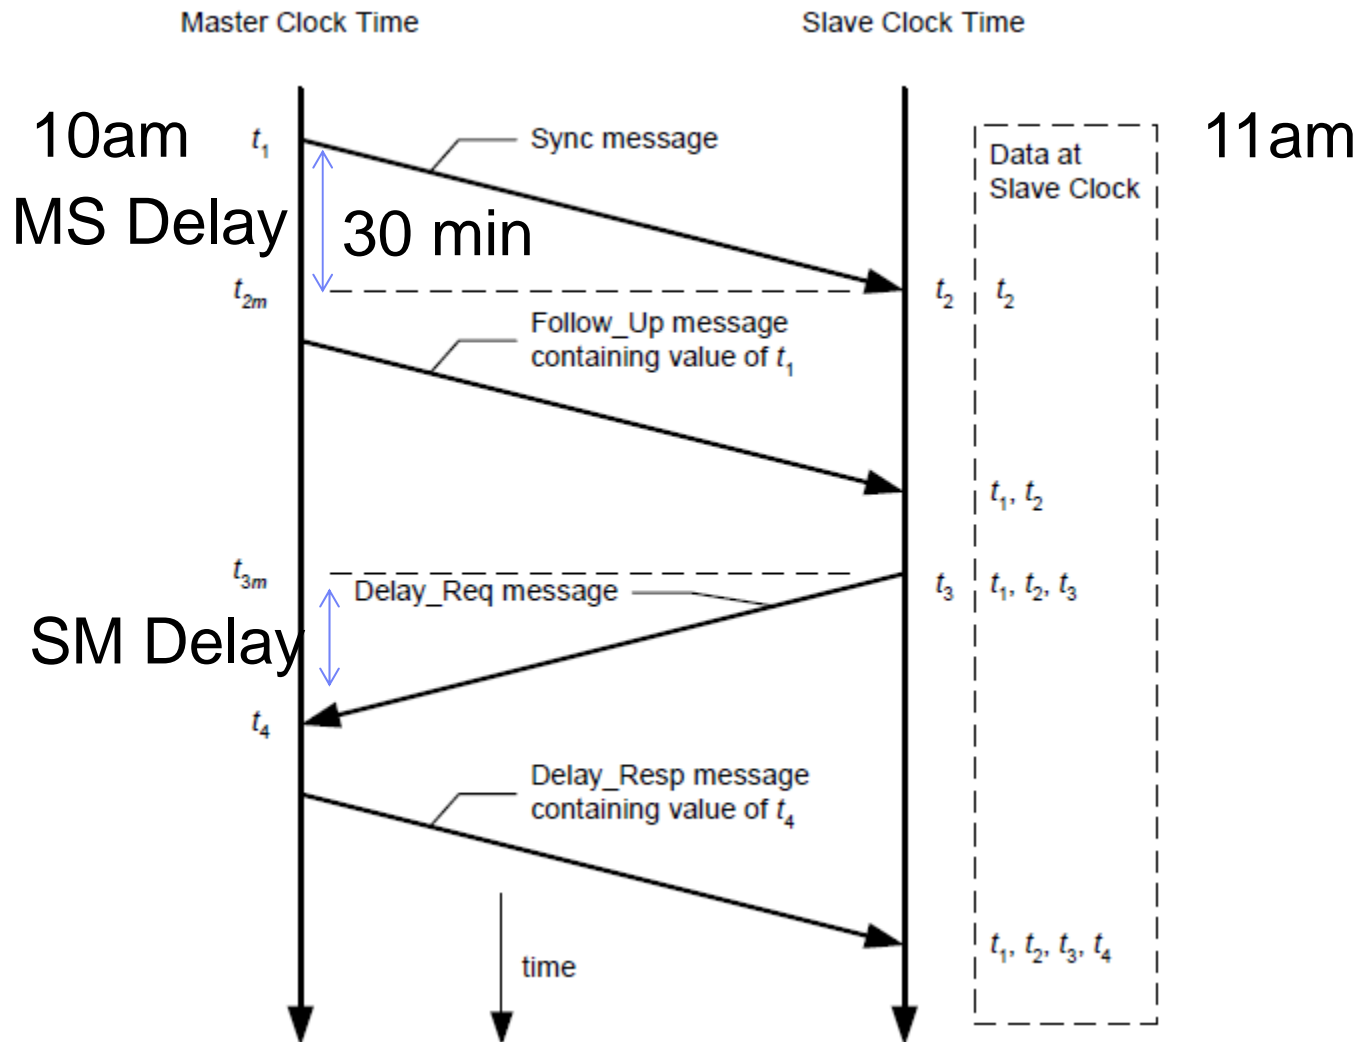 Master Clock Time
Slave Clock Time
10am
t1
Sync message
Data at
Slave Clock
11am
MS Delay
30 min
t2m
t2
t2
Follow_Up message
containing value of t1
t1, t2
t3m
Delay_Req message
t3
t1, t2, t3
SM Delay
t4
Delay_Resp message
containing value of t4
t1, t2, t3, t4
time